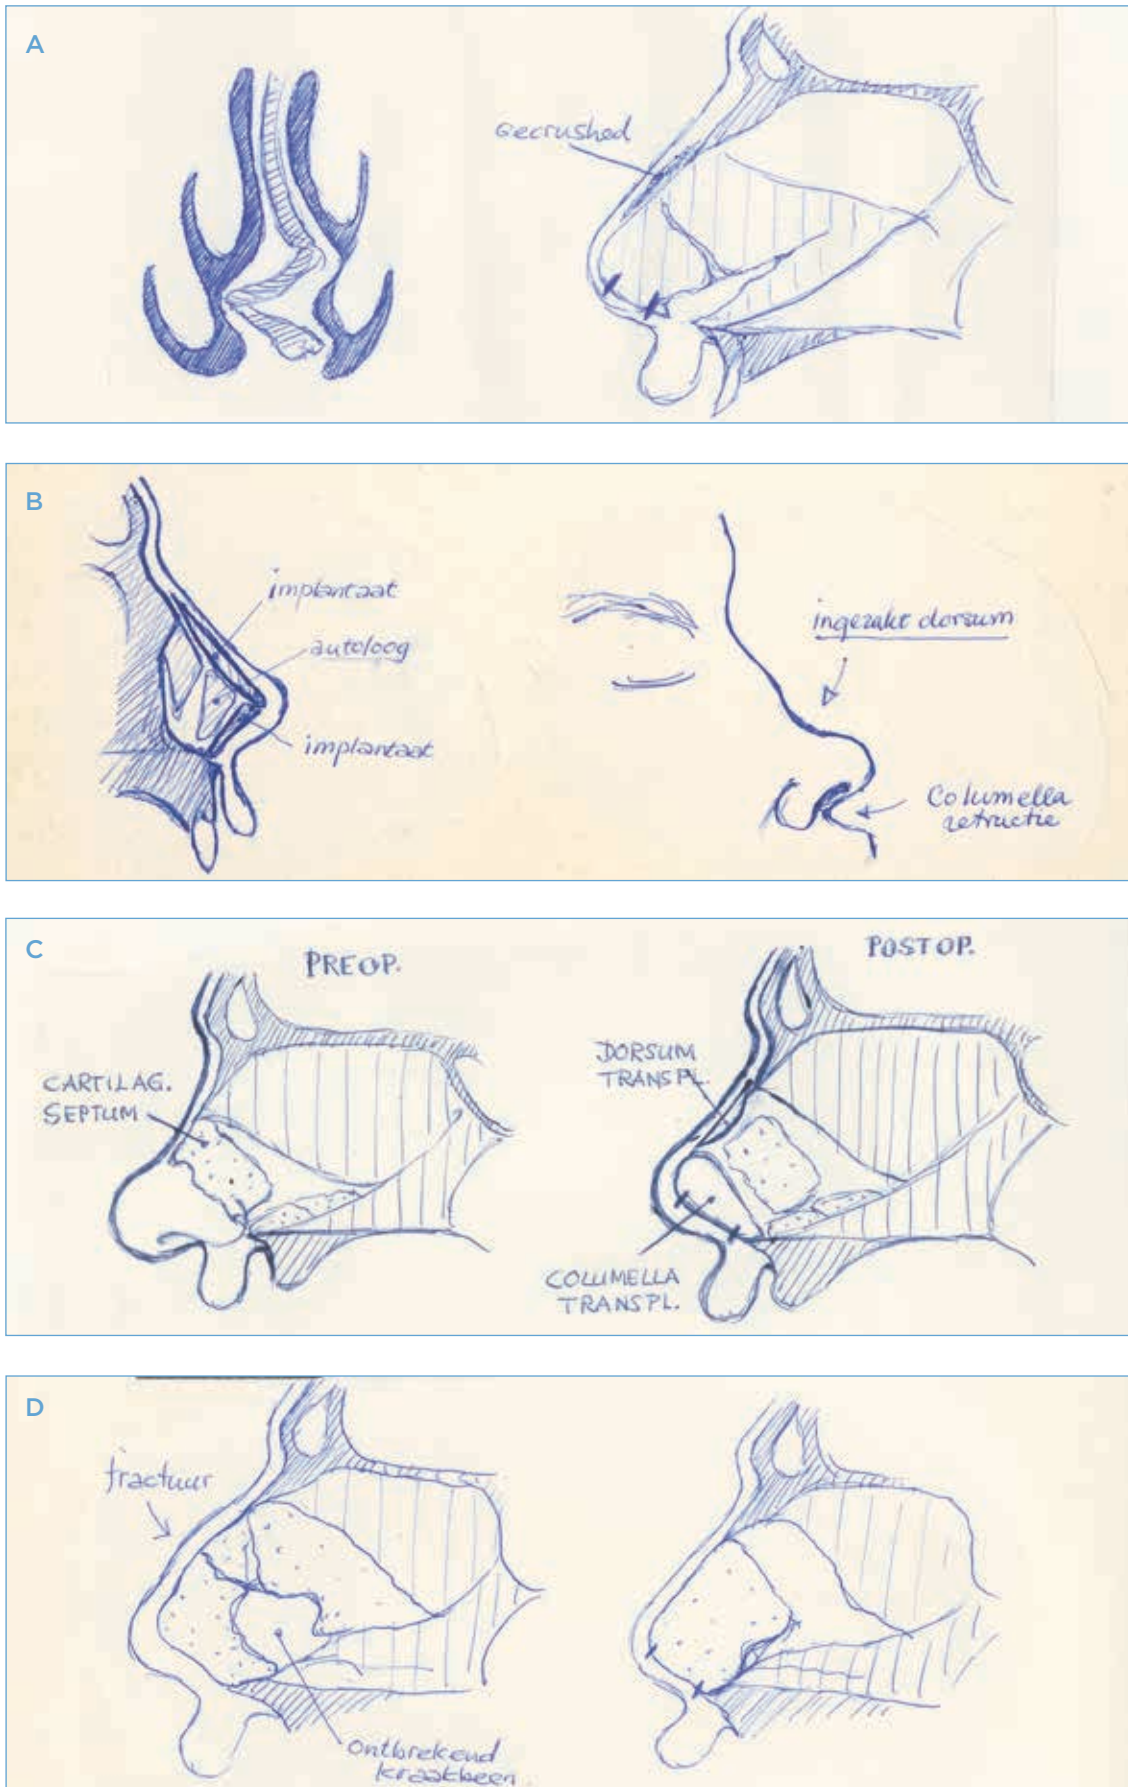 A
Gecrushed
B
implantaat
autoloog
implantaat
ingezakt dorsum
Columella
retractie
C
PREOP.
POSTOP.
CARTILAG.
SEPTUM
DORSUM
TRANSPL.
COLUMELLA
TRANSPL.
D
fractuur
ontbrekend
kraakbeen